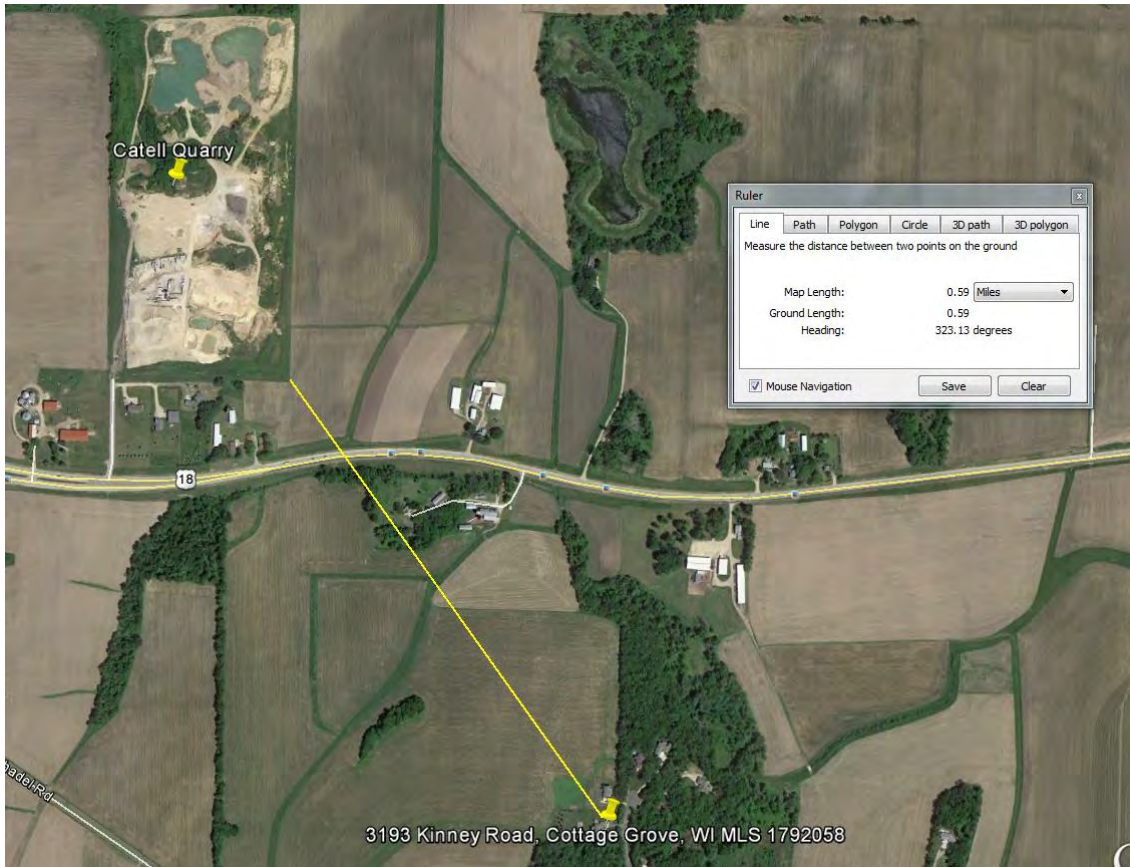 Catell Quarry
Ruler
Line Path Polygon Circle 3D path 3D polygon
Measure the distance between two points on the ground
Map Length: 0.59 Miles
Ground Length: 0.59
Heading: 323.13 degrees
Mouse Navigation Save Clear
18
hadel Rd
3193 Kinney Road, Cottage Grove, WI MLS 1792058